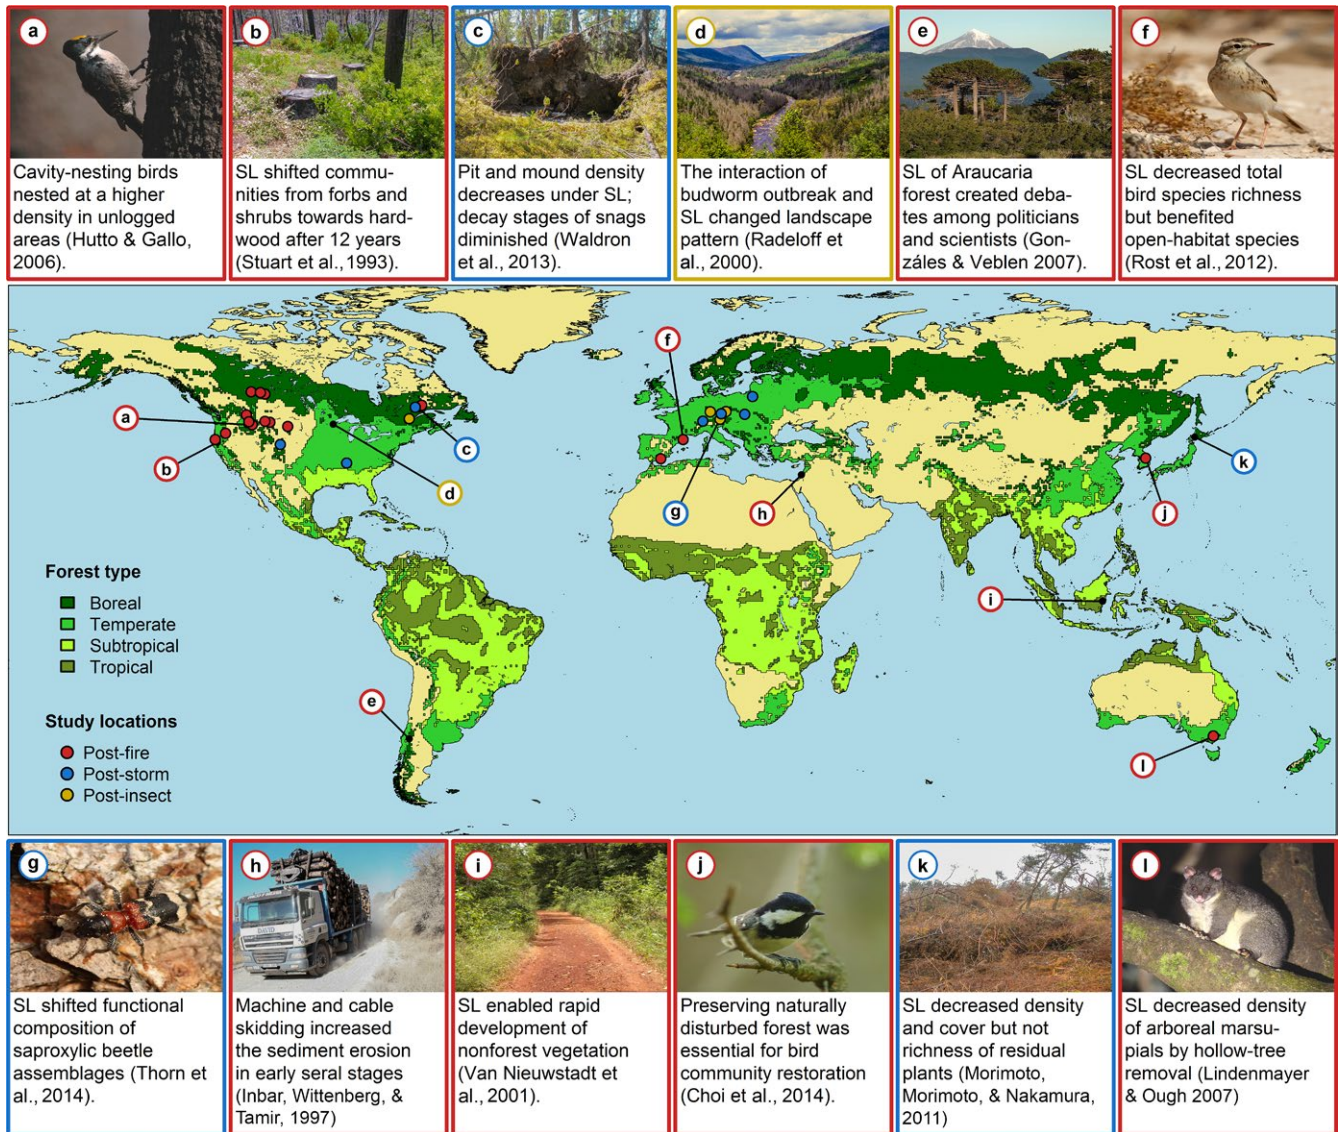 a
Cavity-nesting birds
nested at a higher
density in unlogged
areas (Hutto & Gallo,
2006).
b
SL shifted commu-
nities from forbs and
shrubs towards hard-
wood after 12 years
(Stuart et al., 1993).
c
Pit and mound density
decreases under SL;
decay stages of snags
diminished (Waldron
et al., 2013).
d
The interaction of
budworm outbreak and
SL changed landscape
pattern (Radeloff et
al., 2000).
e
SL of Araucaria
forest created deba-
tes among politicians
and scientists (Gon-
záles & Veblen 2007).
f
SL decreased total
bird species richness
but benefited
open-habitat species
(Rost et al., 2012).
f
a
b
c
d
g
h
k
j
i
e
l
Forest type
Boreal
Temperate
Subtropical
Tropical
Study locations
Post-fire
Post-storm
Post-insect
g
SL shifted functional
composition of
saproxylic beetle
assemblages (Thorn et
al., 2014).
h
Machine and cable
skidding increased
the sediment erosion
in early seral stages
(Inbar, Wittenberg, &
Tamir, 1997)
i
SL enabled rapid
development of
nonforest vegetation
(Van Nieuwstadt et
al., 2001).
j
Preserving naturally
disturbed forest was
essential for bird
community restoration
(Choi et al., 2014).
k
SL decreased density
and cover but not
richness of residual
plants (Morimoto,
Morimoto, & Nakamura,
2011)
l
SL decreased density
of arboreal marsu-
pials by hollow-tree
removal (Lindenmayer
& Ough 2007)